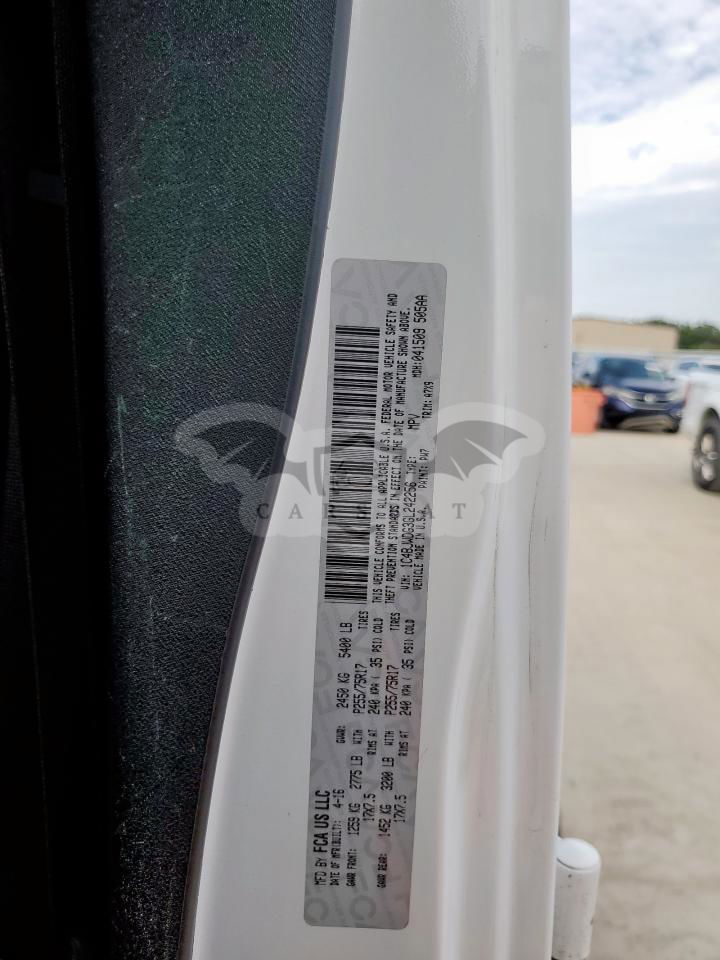 MFD BY FCA US LLC
DATE OF MFR(BUILT): 4-16 GVWR: 2450 KG 5400 LB
GAWR FRONT: 1259 KG 2775 LB WITH P255/75R17 TIRES
17X7.5 RIMS AT 240 KPA ( 35 PSI) COLD
GAWR REAR: 1452 KG 3200 LB WITH P255/75R17 TIRES
17X7.5 RIMS AT 240 KPA ( 35 PSI) COLD
THIS VEHICLE CONFORMS TO ALL APPLICABLE U.S.A. FEDERAL MOTOR VEHICLE SAFETY AND
THEFT PREVENTION STANDARDS IN EFFECT ON THE DATE OF MANUFACTURE SHOWN ABOVE.
VIN: 1C4BJWDG3GL242256 TYPE: MPV MDH:041509 505AA
VEHICLE MADE IN U.S.A. PAINT: PW7 TRIM: A7X9